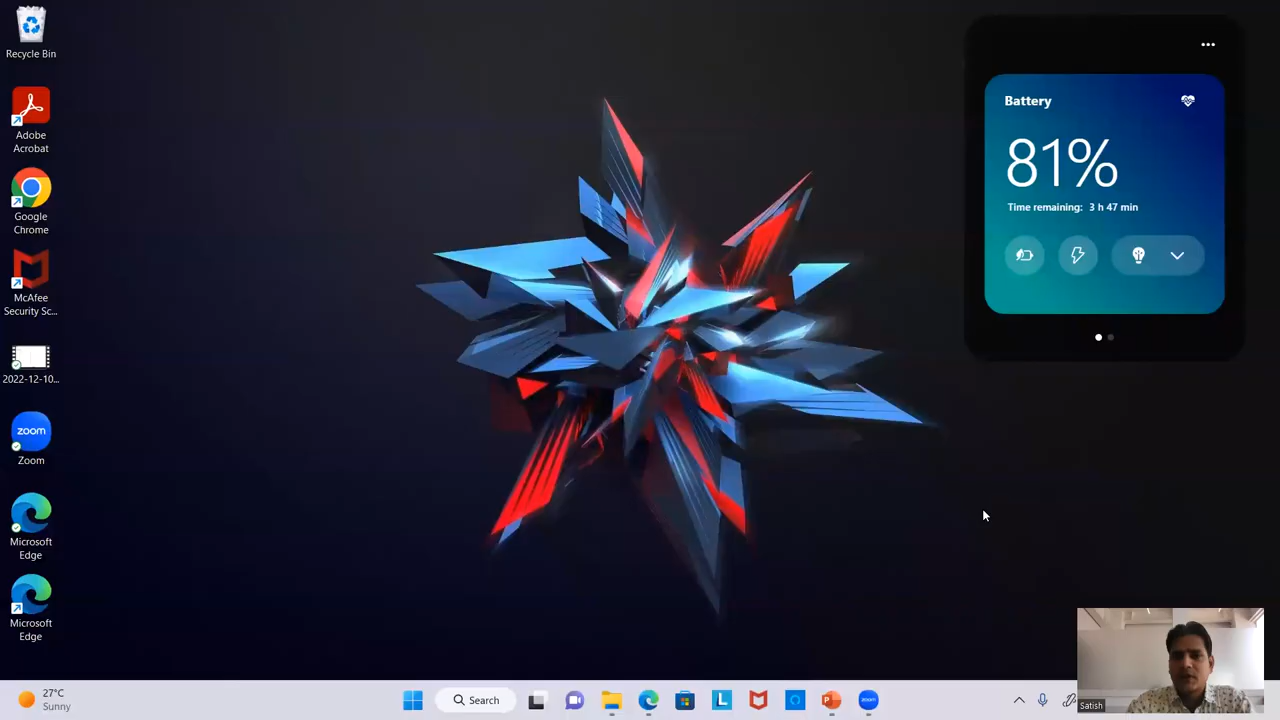 Recycle Bin
Adobe
Acrobat
Google
Chrome
McAfee
Security Sc...
2022-12-10...
zoom
Zoom
Microsoft
Edge
Microsoft
Edge
Battery
81%
Time remaining: 3 h 47 min
27°C
Sunny
Search
L
P
zoom
Satish